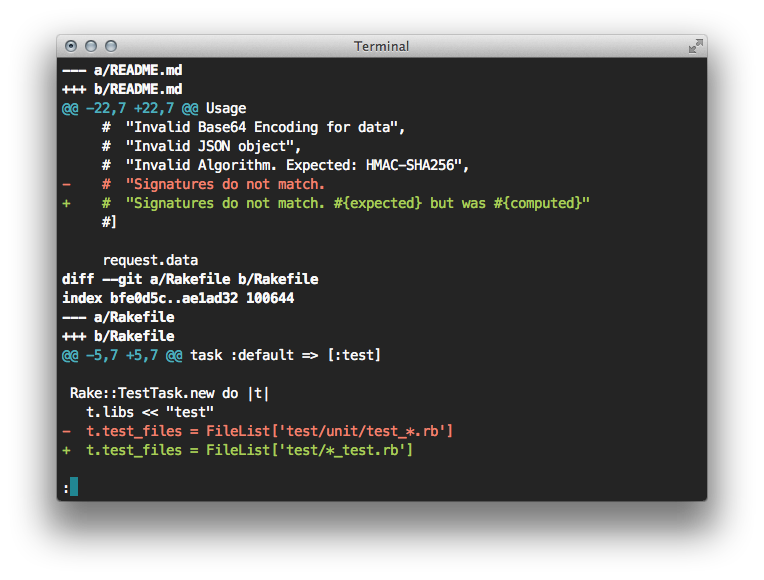 Terminal
--- a/README.md
+++ b/README.md
@@ -22,7 +22,7 @@ Usage
     #  "Invalid Base64 Encoding for data",
     #  "Invalid JSON object",
     #  "Invalid Algorithm. Expected: HMAC-SHA256",
-    #  "Signatures do not match.
+    #  "Signatures do not match. #{expected} but was #{computed}"
     #]
     request.data
diff --git a/Rakefile b/Rakefile
index bfe0d5c..ae1ad32 100644
--- a/Rakefile
+++ b/Rakefile
@@ -5,7 +5,7 @@ task :default => [:test]
 Rake::TestTask.new do |t|
   t.libs << "test"
-  t.test_files = FileList['test/unit/test_*.rb']
+  t.test_files = FileList['test/*_test.rb']
: